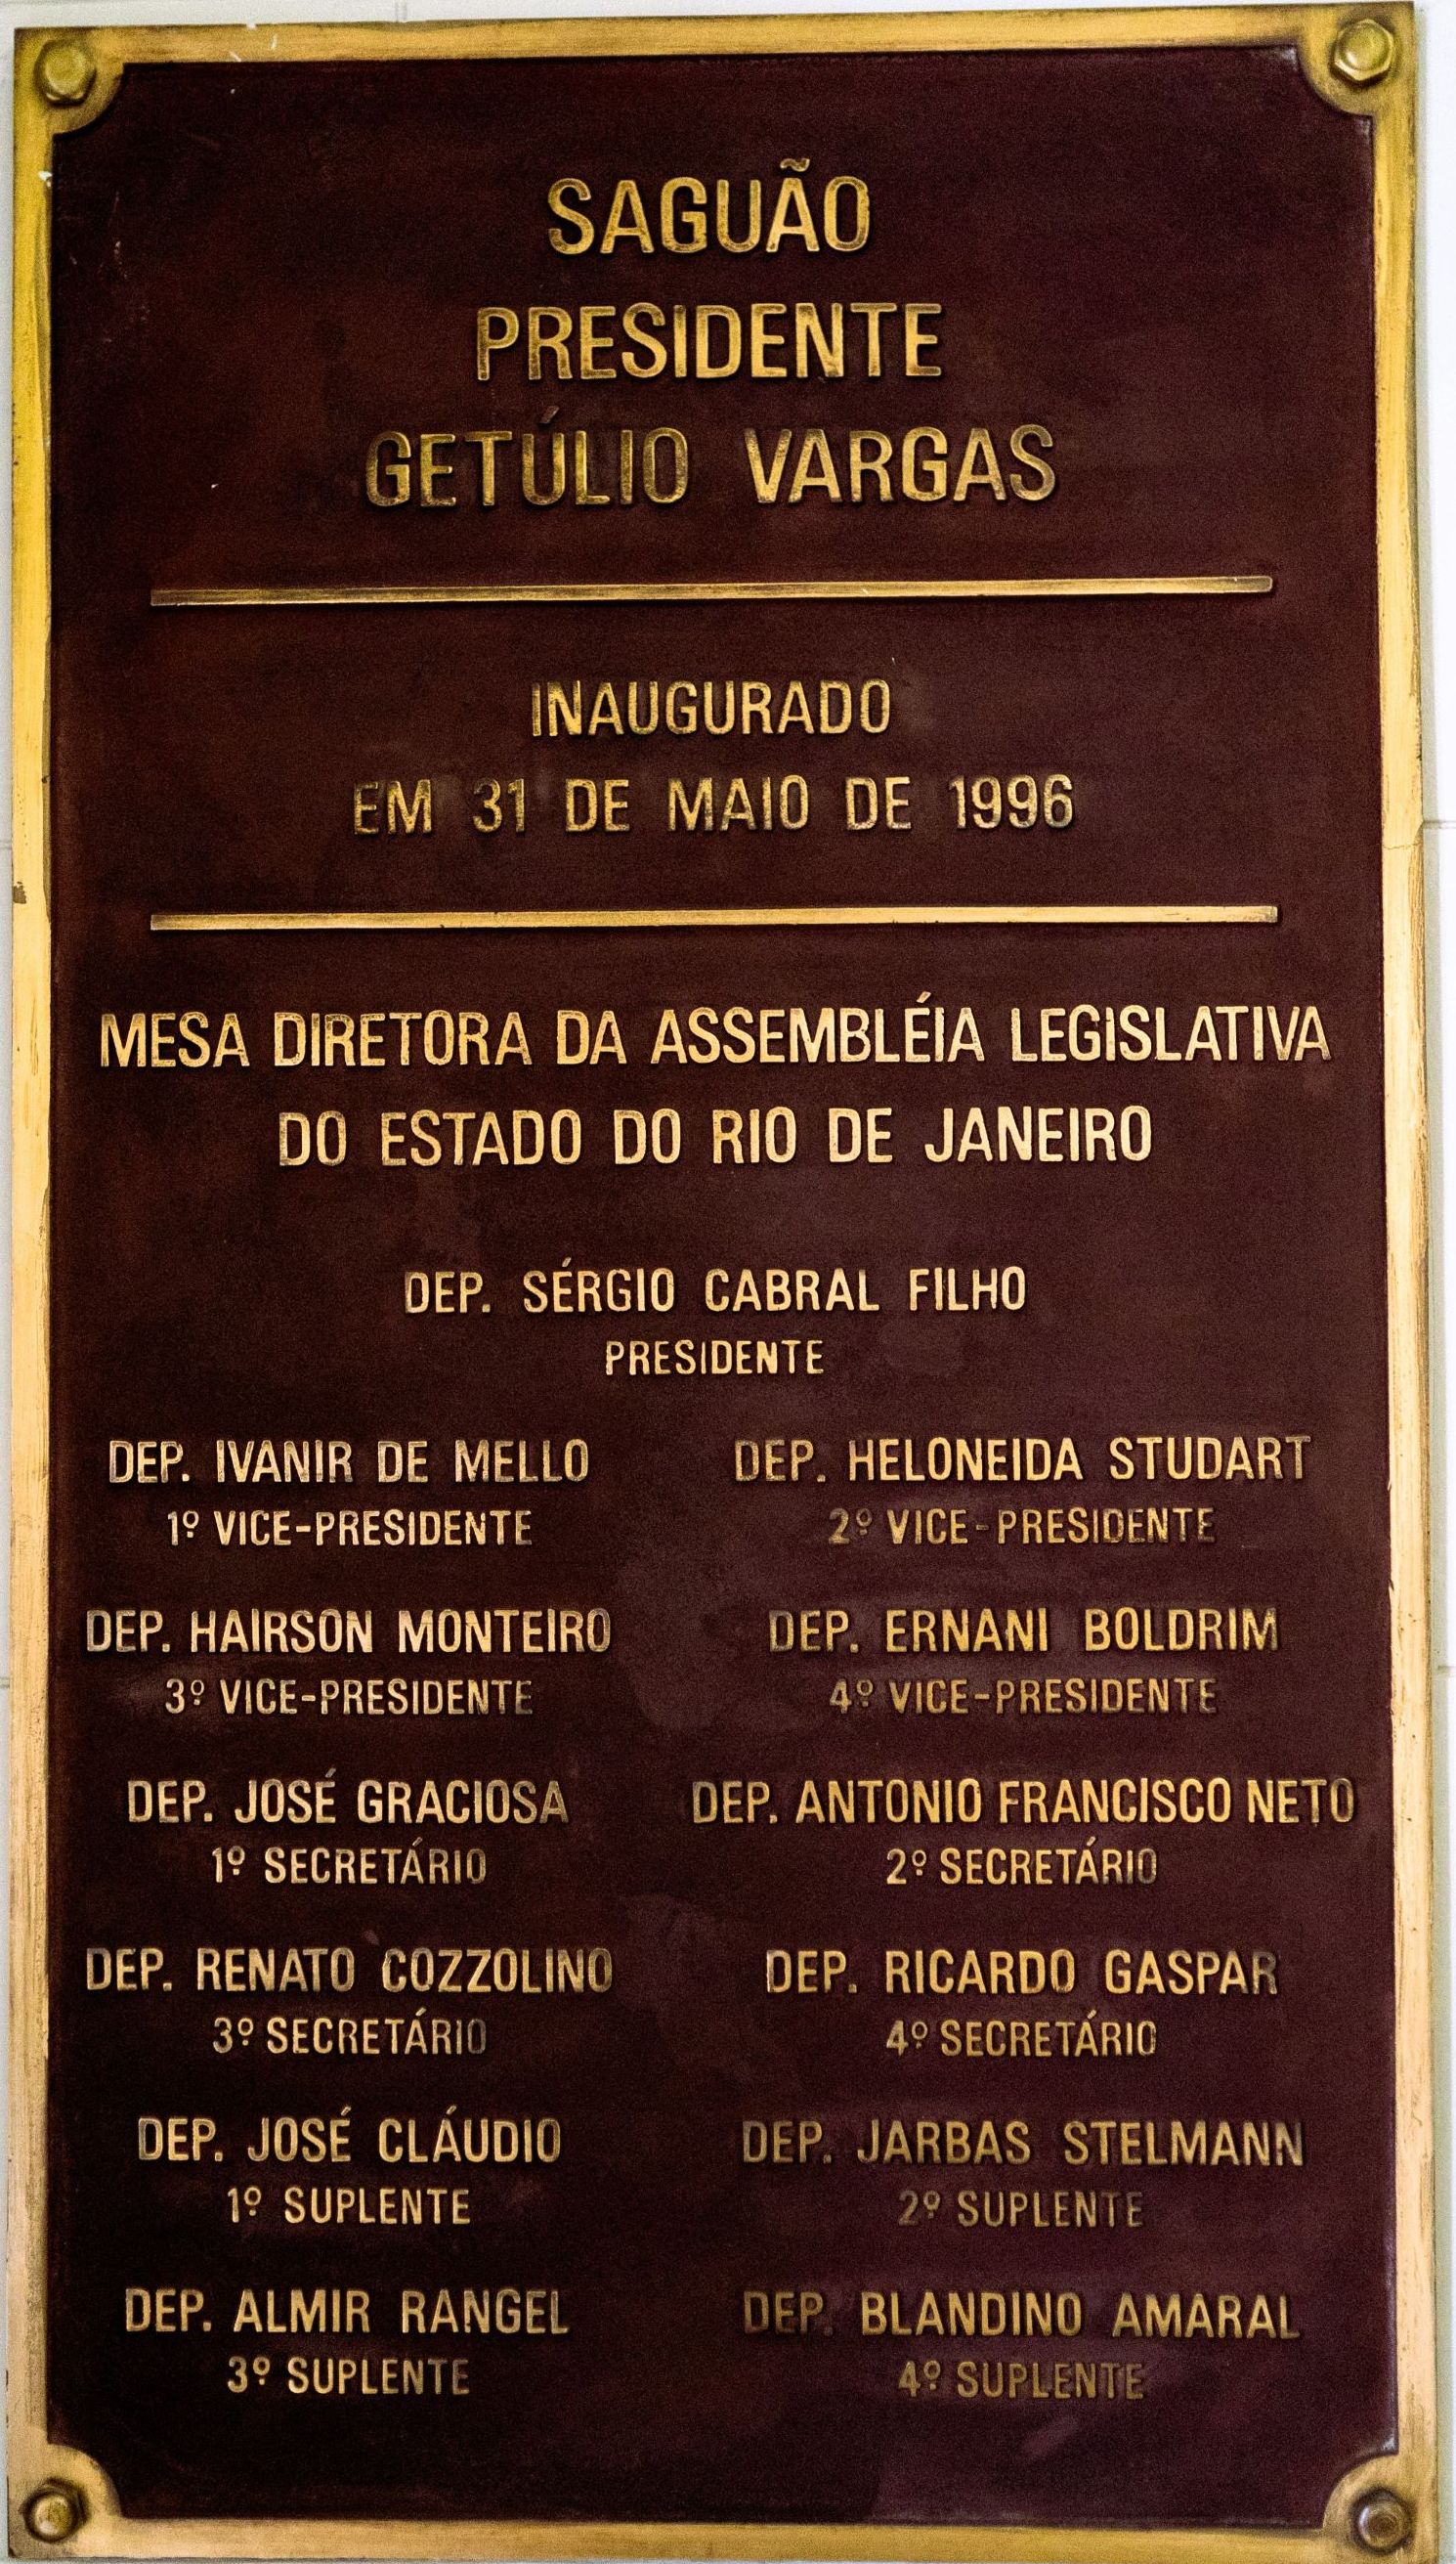 SAGUÃO
PRESIDENTE
GETÚLIO VARGAS
INAUGURADO
EM 31 DE MAIO DE 1996
MESA DIRETORA DA ASSEMBLÉIA LEGISLATIVA
DO ESTADO DO RIO DE JANEIRO
DEP. SÉRGIO CABRAL FILHO
PRESIDENTE
DEP. IVANIR DE MELLO
1º VICE-PRESIDENTE
DEP. HELONEIDA STUDART
2º VICE-PRESIDENTE
DEP. HAIRSON MONTEIRO
3º VICE-PRESIDENTE
DEP. ERNANI BOLDRIM
4º VICE-PRESIDENTE
DEP. JOSÉ GRACIOSA
1º SECRETÁRIO
DEP. ANTONIO FRANCISCO NETO
2º SECRETÁRIO
DEP. RENATO COZZOLINO
3º SECRETÁRIO
DEP. RICARDO GASPAR
4º SECRETÁRIO
DEP. JOSÉ CLÁUDIO
1º SUPLENTE
DEP. JARBAS STELMANN
2º SUPLENTE
DEP. ALMIR RANGEL
3º SUPLENTE
DEP. BLANDINO AMARAL
4º SUPLENTE